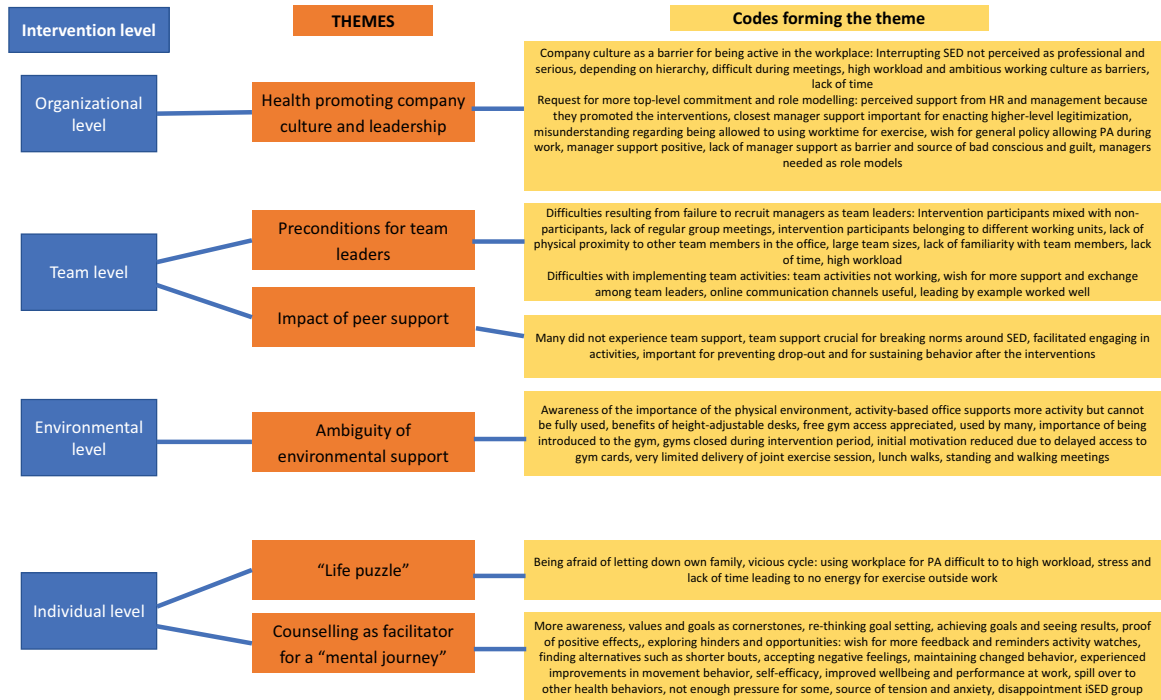 Intervention level
THEMES
Codes forming the theme
Organizational
level
Health promoting company
culture and leadership
Company culture as a barrier for being active in the workplace: Interrupting SED not perceived as professional and
serious, depending on hierarchy, difficult during meetings, high workload and ambitious working culture as barriers,
lack of time
Request for more top-level commitment and role modelling: perceived support from HR and management because
they promoted the interventions, closest manager support important for enacting higher-level legitimization,
misunderstanding regarding being allowed to using worktime for exercise, wish for general policy allowing PA during
work, manager support positive, lack of manager support as barrier and source of bad conscious and guilt, managers
needed as role models
Team level
Preconditions for team
leaders
Difficulties resulting from failure to recruit managers as team leaders: Intervention participants mixed with non-
participants, lack of regular group meetings, intervention participants belonging to different working units, lack of
physical proximity to other team members in the office, large team sizes, lack of familiarity with team members, lack
of time, high workload
Difficulties with implementing team activities: team activities not working, wish for more support and exchange
among team leaders, online communication channels useful, leading by example worked well
Impact of peer support
Many did not experience team support, team support crucial for breaking norms around SED, facilitated engaging in
activities, important for preventing drop-out and for sustaining behavior after the interventions
Environmental
level
Ambiguity of
environmental support
Awareness of the importance of the physical environment, activity-based office supports more activity but cannot
be fully used, benefits of height-adjustable desks, free gym access appreciated, used by many, importance of being
introduced to the gym, gyms closed during intervention period, initial motivation reduced due to delayed access to
gym cards, very limited delivery of joint exercise session, lunch walks, standing and walking meetings
Individual level
“Life puzzle”
Being afraid of letting down own family, vicious cycle: using workplace for PA difficult to to high workload, stress and
lack of time leading to no energy for exercise outside work
Counselling as facilitator
for a “mental journey”
More awareness, values and goals as cornerstones, re-thinking goal setting, achieving goals and seeing results, proof
of positive effects,, exploring hinders and opportunities: wish for more feedback and reminders activity watches,
finding alternatives such as shorter bouts, accepting negative feelings, maintaining changed behavior, experienced
improvements in movement behavior, self-efficacy, improved wellbeing and performance at work, spill over to
other health behaviors, not enough pressure for some, source of tension and anxiety, disappointment iSED group